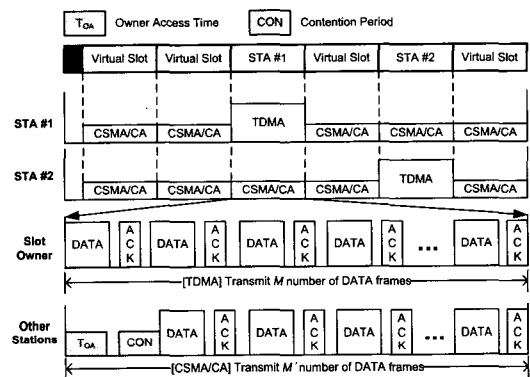 T_OA Owner Access Time CON Contention Period
Virtual Slot Virtual Slot STA #1 Virtual Slot STA #2 Virtual Slot
STA #1 CSMA/CA CSMA/CA TDMA CSMA/CA CSMA/CA CSMA/CA
STA #2 CSMA/CA CSMA/CA CSMA/CA CSMA/CA TDMA CSMA/CA
Slot Owner DATA ACK DATA ACK DATA ACK DATA ACK ... DATA ACK
[TDMA] Transmit M number of DATA frames
Other Stations T_OA CON DATA ACK DATA ACK DATA ACK ... DATA ACK
[CSMA/CA] Transmit M´ number of DATA frames